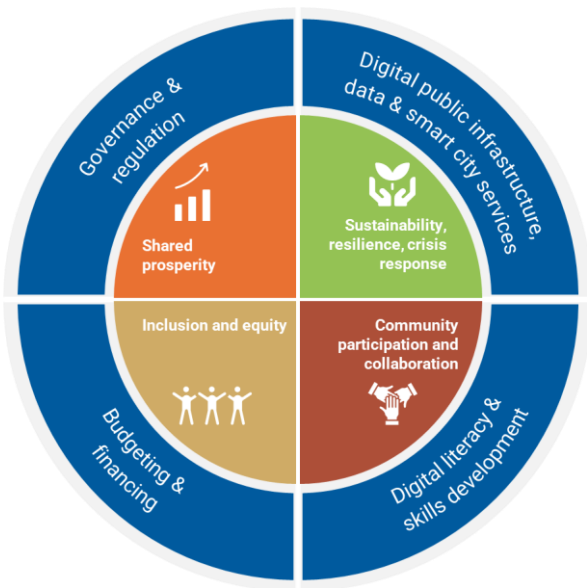 Governance &
regulation
Digital public infrastructure,
data & smart city services
Shared
prosperity
Sustainability,
resilience, crisis
response
Inclusion and equity
Community
participation and
collaboration
Budgeting &
financing
Digital literacy &
skills development